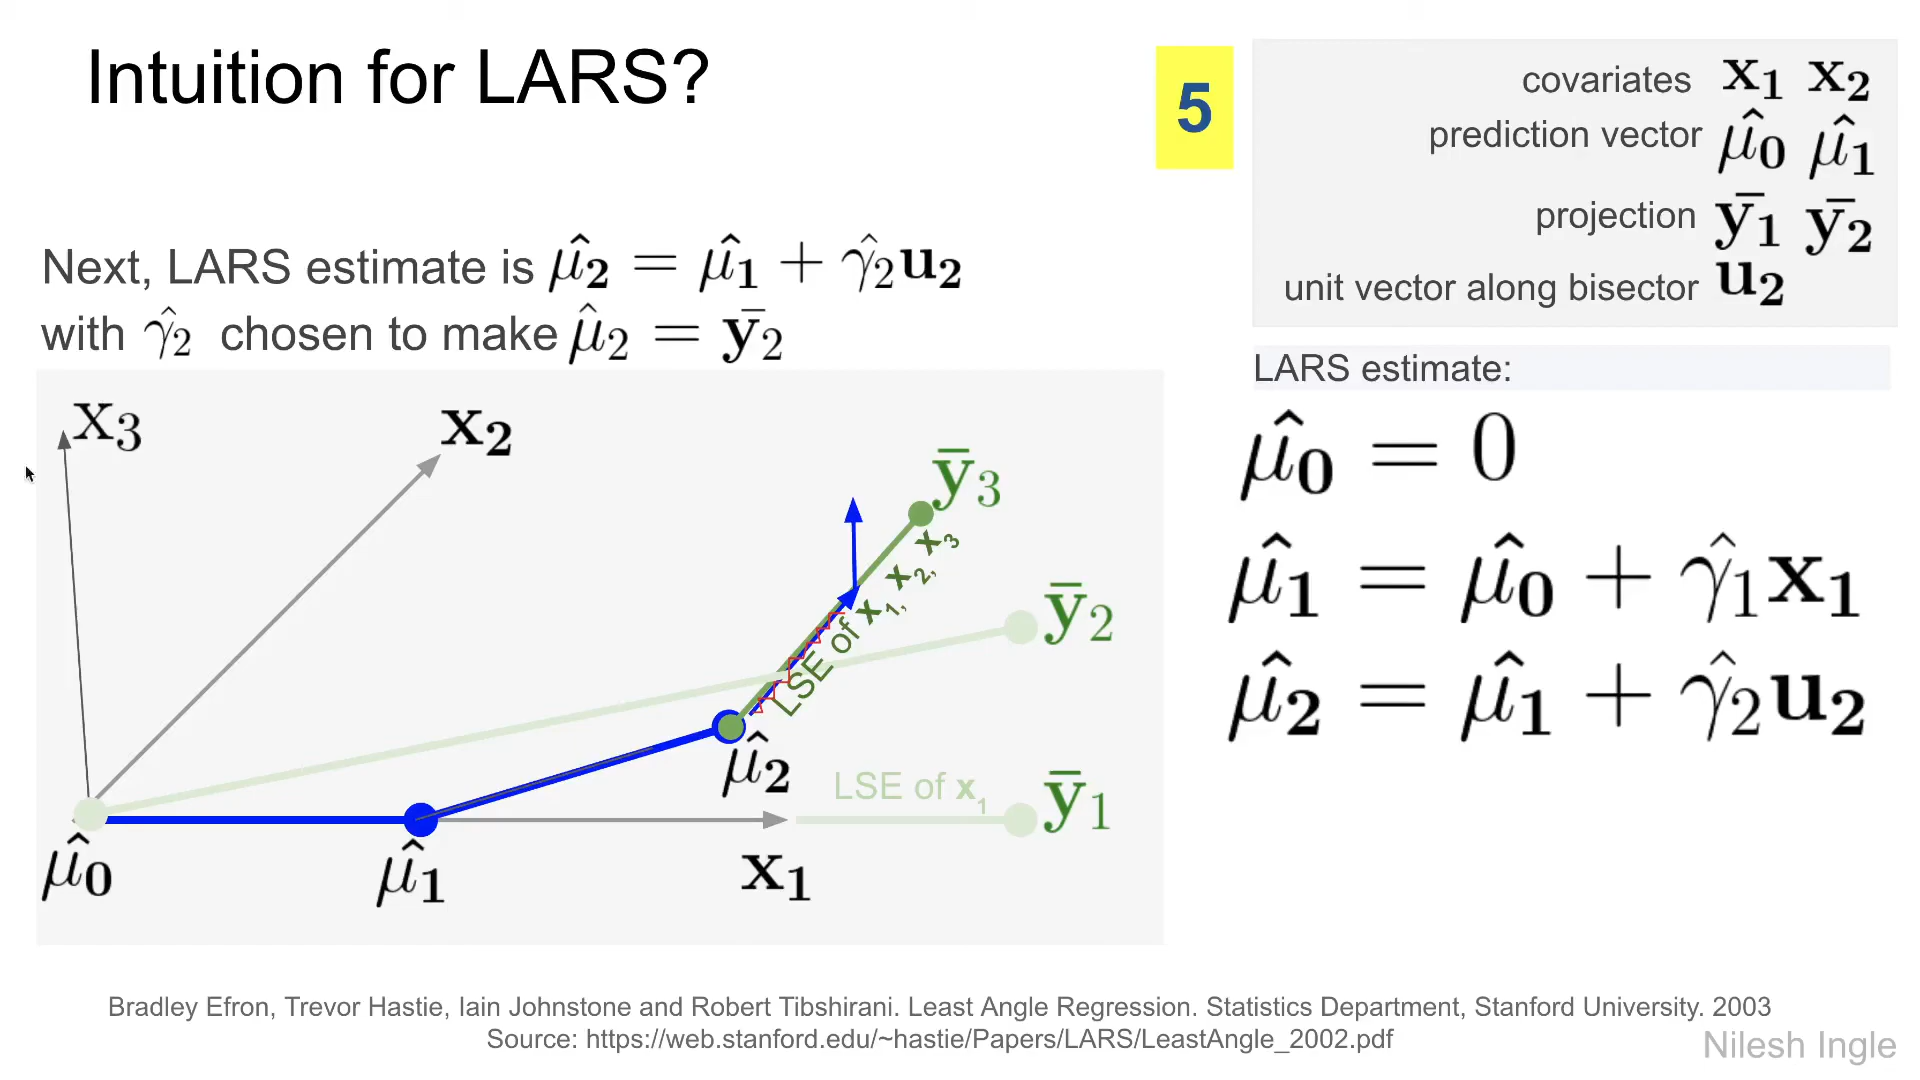 Intuition for LARS?
5
covariates x₁ x₂
prediction vector μ̂₀ μ̂₁
projection ȳ₁ ȳ₂
unit vector along bisector u₂
Next, LARS estimate is μ̂₂ = μ̂₁ + γ̂₂u₂
with γ̂₂ chosen to make μ̂₂ = ȳ₂
LARS estimate:
μ̂₀ = 0
μ̂₁ = μ̂₀ + γ̂₁x₁
μ̂₂ = μ̂₁ + γ̂₂u₂
x₃
x₂
ȳ₃
LSE of x₁, x₂, x₃
ȳ₂
μ̂₂
LSE of x₁
ȳ₁
μ̂₀
μ̂₁
x₁
Bradley Efron, Trevor Hastie, Iain Johnstone and Robert Tibshirani. Least Angle Regression. Statistics Department, Stanford University. 2003
Source: https://web.stanford.edu/~hastie/Papers/LARS/LeastAngle_2002.pdf
Nilesh Ingle